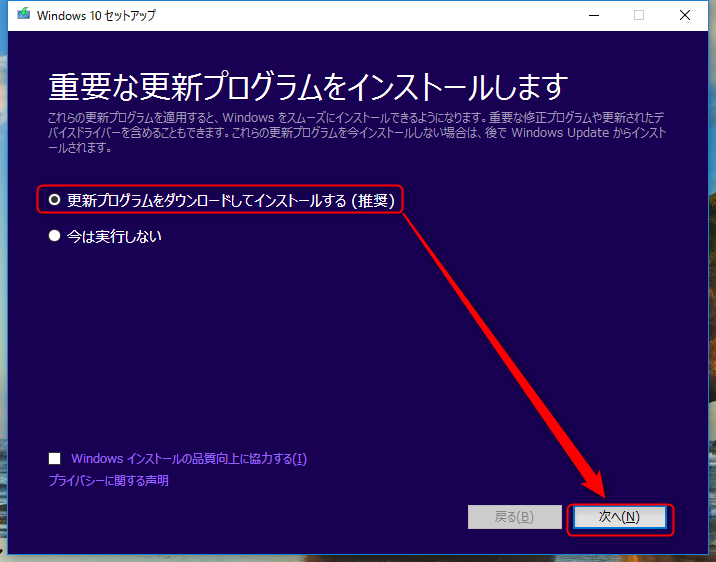 Windows 10 セットアップ
重要な更新プログラムをインストールします
これらの更新プログラムを適用すると、Windows をスムーズにインストールできるようになります。重要な修正プログラムや更新されたデ
バイスドライバーを含めることもできます。これらの更新プログラムを今インストールしない場合は、後で Windows Update からインスト
ールされます。
更新プログラムをダウンロードしてインストールする (推奨)
今は実行しない
Windows インストールの品質向上に協力する(I)
プライバシーに関する声明
戻る(B)
次へ(N)